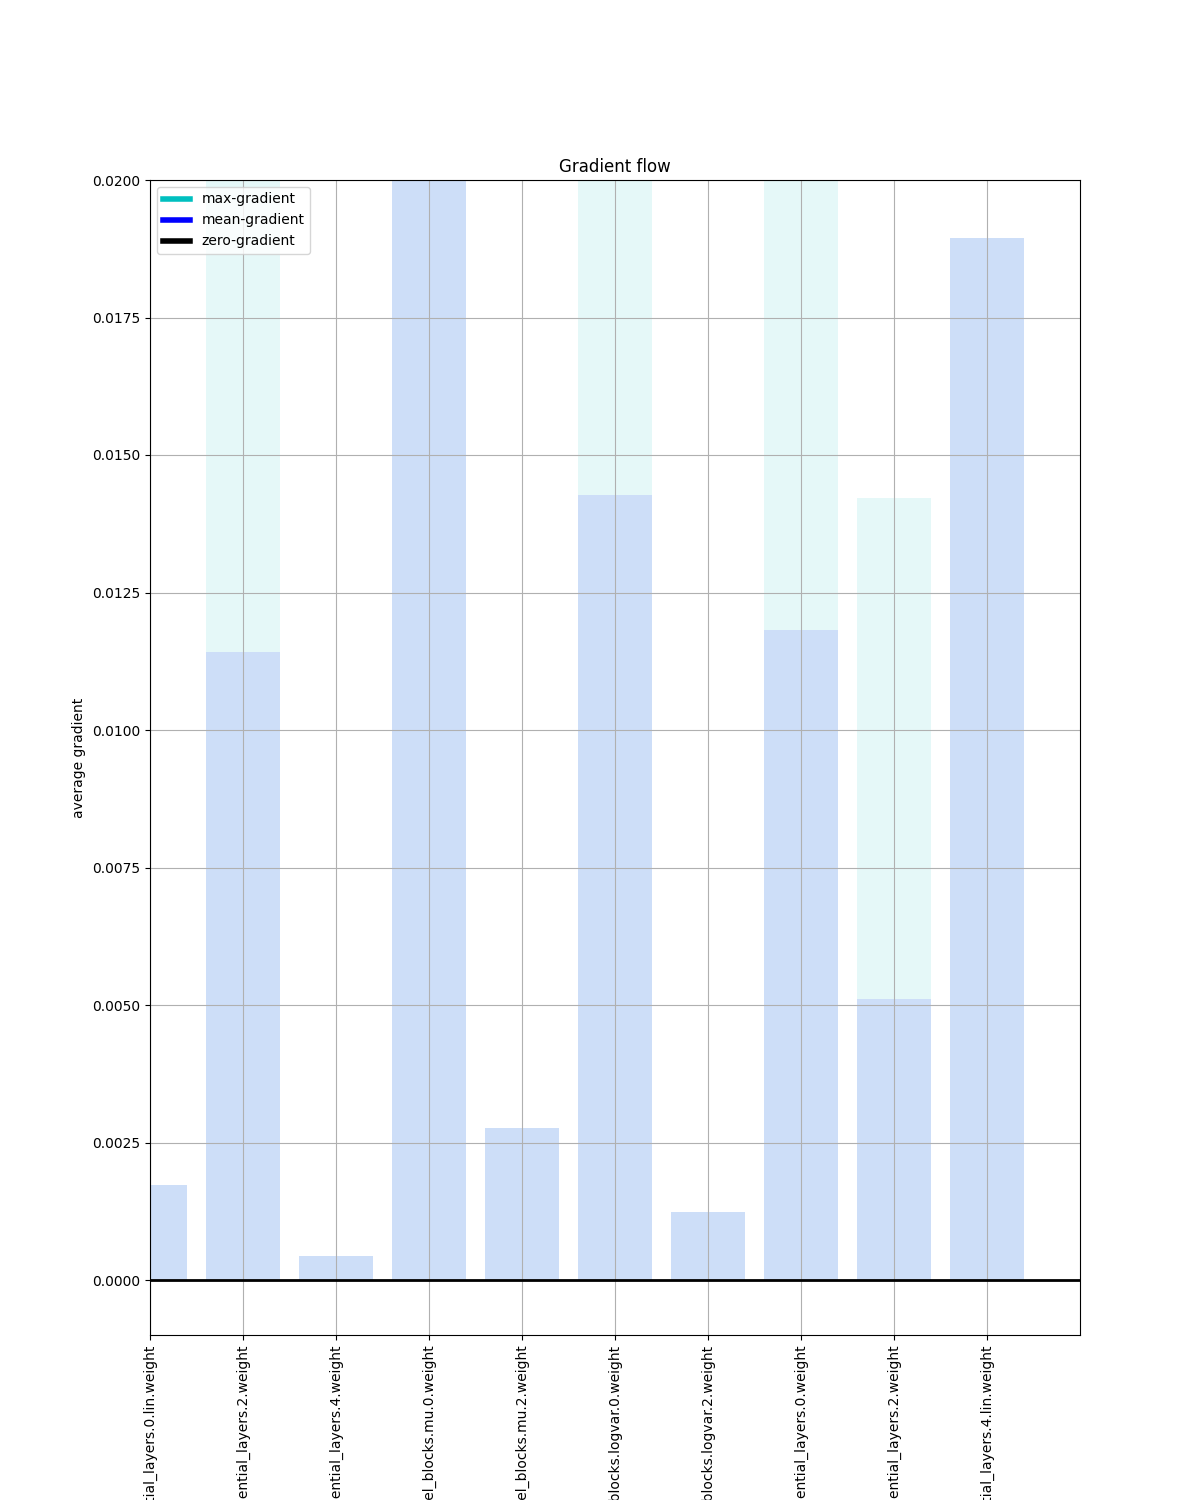 Gradient flow
max-gradient
mean-gradient
zero-gradient
average gradient
0.0200
0.0175
0.0150
0.0125
0.0100
0.0075
0.0050
0.0025
0.0000
tial_layers.0.lin.weight
ential_layers.2.weight
ential_layers.4.weight
el_blocks.mu.0.weight
el_blocks.mu.2.weight
blocks.logvar.0.weight
blocks.logvar.2.weight
ential_layers.0.weight
ential_layers.2.weight
tial_layers.4.lin.weight